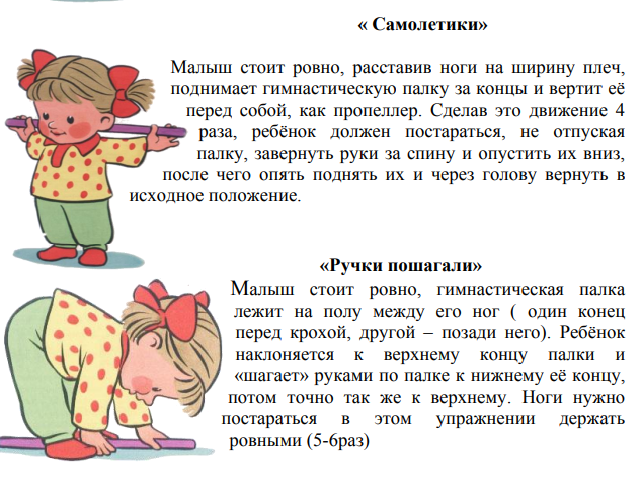 « Самолетики»
Малыш стоит ровно, расставив ноги на ширину плеч,
поднимает гимнастическую палку за концы и вертит её
перед собой, как пропеллер. Сделав это движение 4
раза, ребёнок должен постараться, не отпуская
палку, завернуть руки за спину и опустить их вниз,
после чего опять поднять их и через голову вернуть в
исходное положение.
«Ручки пошагали»
Малыш стоит ровно, гимнастическая палка
лежит на полу между его ног ( один конец
перед крохой, другой – позади него). Ребёнок
наклоняется к верхнему концу палки и
«шагает» руками по палке к нижнему её концу,
потом точно так же к верхнему. Ноги нужно
постараться в этом упражнении держать
ровными (5-6раз)